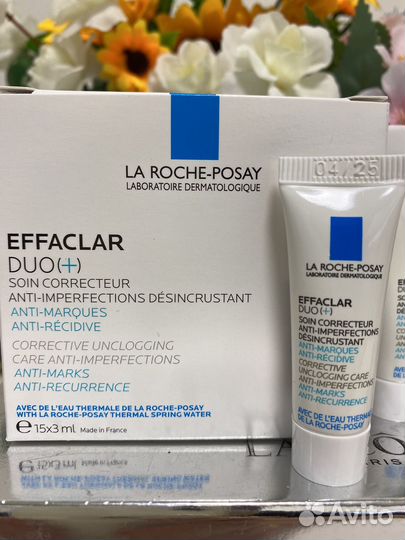 LA ROCHE-POSAY
LABORATOIRE DERMATOLOGIQUE
EFFACLAR
DUO(+)
SOIN CORRECTEUR
ANTI-IMPERFECTIONS DÉSINCRUSTANT
ANTI-MARQUES
ANTI-RÉCIDIVE
CORRECTIVE UNCLOGGING
CARE ANTI-IMPERFECTIONS
ANTI-MARKS
ANTI-RECURRENCE
AVEC DE L'EAU THERMALE DE LA ROCHE-POSAY
WITH LA ROCHE-POSAY THERMAL SPRING WATER
℮ 15x3 ml Made in France
04/25
LA ROCHE-POSAY
LABORATOIRE DERMATOLOGIQUE
EFFACLAR
DUO(+)
SOIN CORRECTEUR
ANTI-IMPERFECTIONS
DÉSINCRUSTANT
ANTI-MARQUES
ANTI-RÉCIDIVE
CORRECTIVE
UNCLOGGING CARE
ANTI-IMPERFECTIONS
ANTI-MARKS
ANTI-RECURRENCE
AVEC DE L'EAU THERMALE
DE LA ROCHE-POSAY
Avito